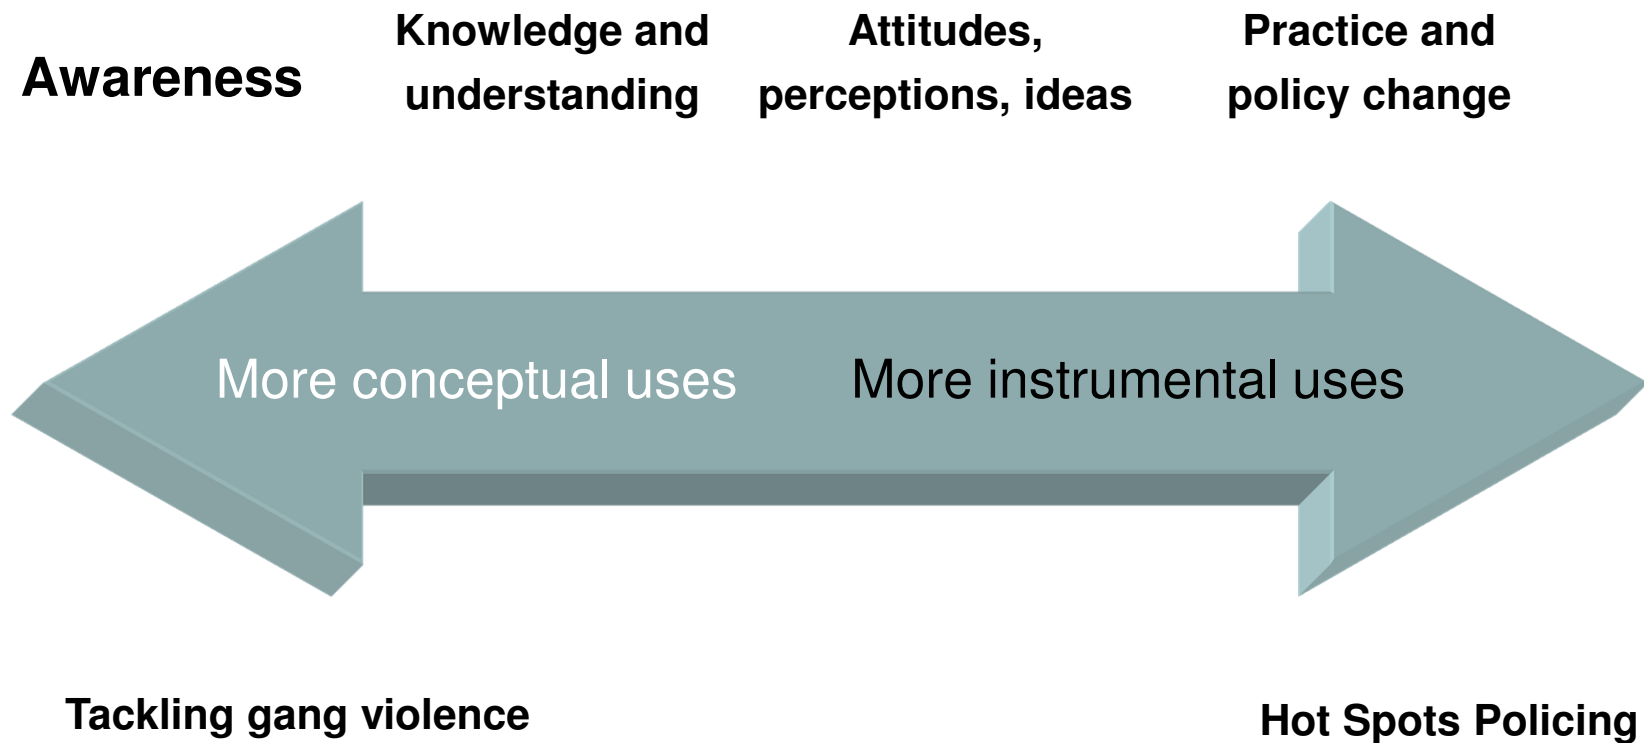 Awareness
Knowledge and
understanding
Attitudes,
perceptions, ideas
Practice and
policy change
More conceptual uses
More instrumental uses
Tackling gang violence
Hot Spots Policing